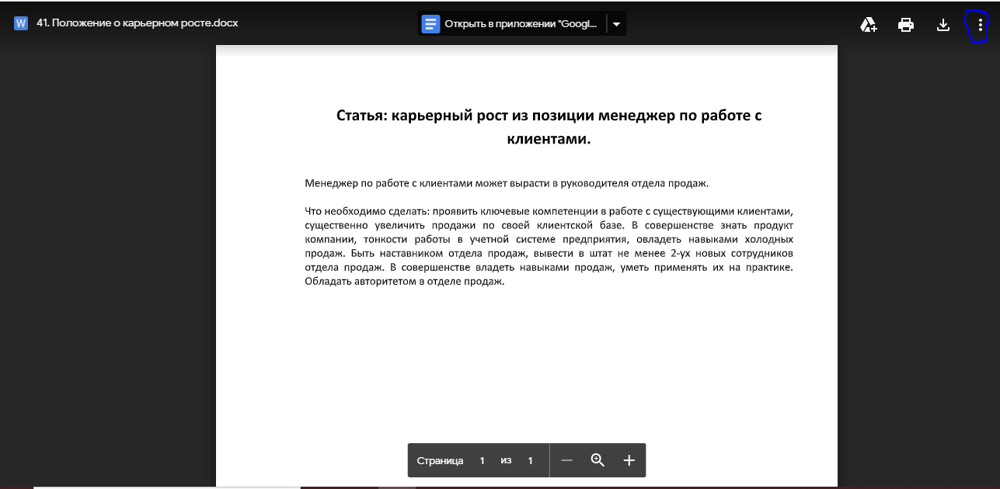 W 41. Положение о карьерном росте.docx
Открыть в приложении "Googl...
Статья: карьерный рост из позиции менеджер по работе с
клиентами.
Менеджер по работе с клиентами может вырасти в руководителя отдела продаж.
Что необходимо сделать: проявить ключевые компетенции в работе с существующими клиентами,
существенно увеличить продажи по своей клиентской базе. В совершенстве знать продукт
компании, тонкости работы в учетной системе предприятия, овладеть навыками холодных
продаж. Быть наставником отдела продаж, вывести в штат не менее 2-ух новых сотрудников
отдела продаж. В совершенстве владеть навыками продаж, уметь применять их на практике.
Обладать авторитетом в отделе продаж.
Страница 1 из 1